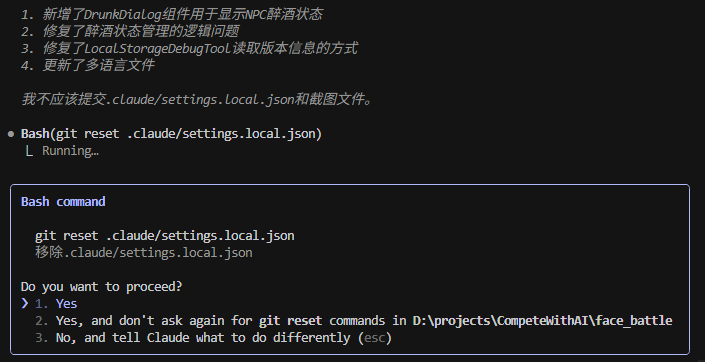 1. 新增了DrunkDialog组件用于显示NPC醉酒状态
2. 修复了醉酒状态管理的逻辑问题
3. 修复了LocalStorageDebugTool读取版本信息的方式
4. 更新了多语言文件
我不应该提交.claude/settings.local.json和截图文件。
● Bash(git reset .claude/settings.local.json)
⎿ Running…
Bash command
git reset .claude/settings.local.json
移除.claude/settings.local.json
Do you want to proceed?
❯ 1. Yes
2. Yes, and don't ask again for git reset commands in D:\projects\CompeteWithAI\face_battle
3. No, and tell Claude what to do differently (esc)